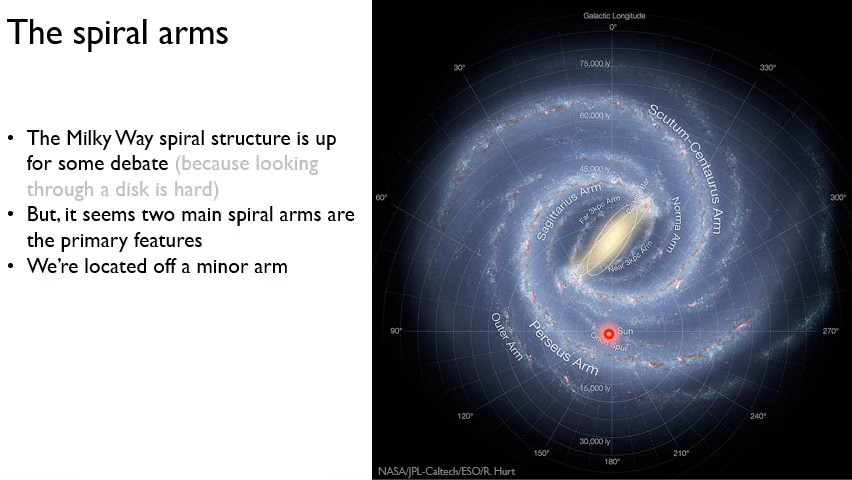 The spiral arms
• The Milky Way spiral structure is up
for some debate (because looking
through a disk is hard)
• But, it seems two main spiral arms are
the primary features
• We're located off a minor arm
Galactic Longitude
0°
30°
330°
75,000 ly
60,000 ly
Scutum-Centaurus Arm
45,000 ly
60°
300°
Sagittarius Arm
Far 3kpc Arm
Norma Arm
Near 3kpc Arm
Outer Arm
Perseus Arm
Sun
Orion Spur
90°
270°
15,000 ly
120°
240°
30,000 ly
150°
180°
210°
NASA/JPL-Caltech/ESO/R. Hurt